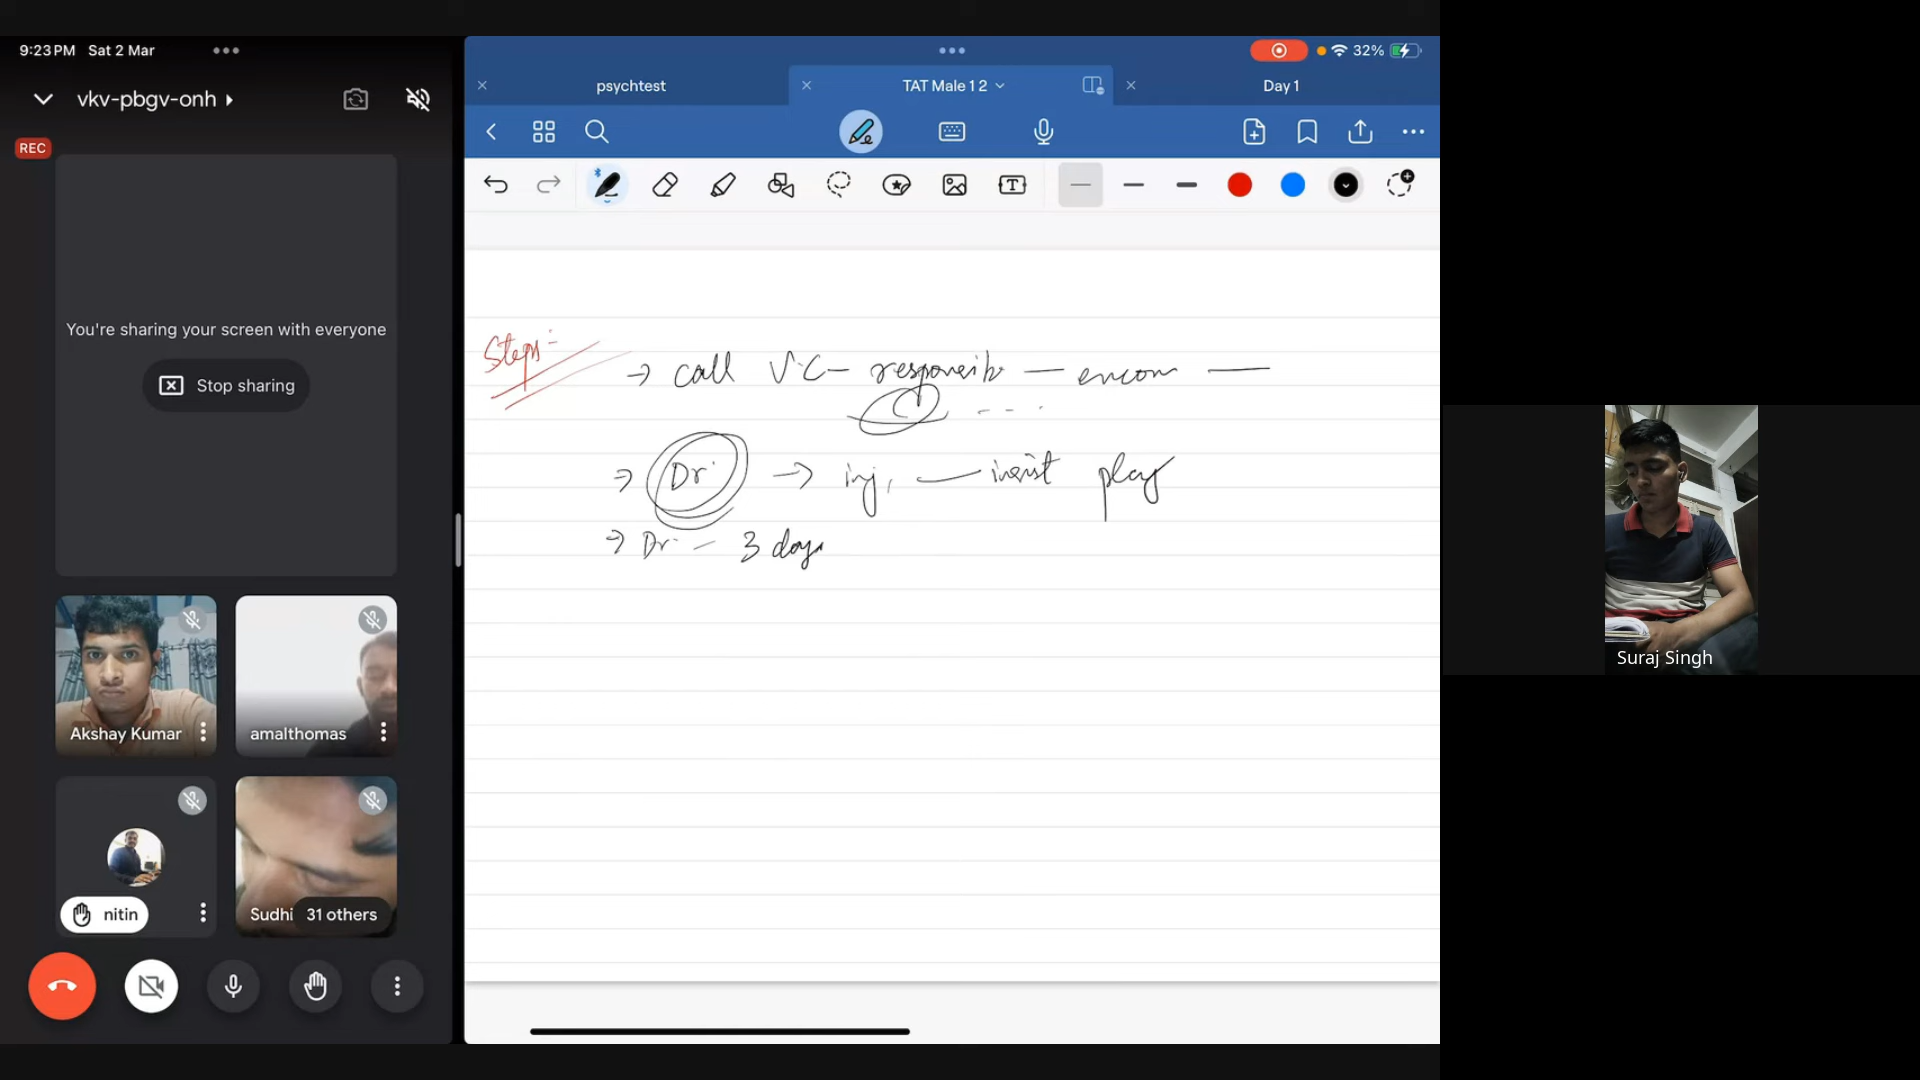 9:23 PM Sat 2 Mar
32%
vkv-pbgv-onh
REC
You're sharing your screen with everyone
Stop sharing
Akshay Kumar
amalthomas
nitin
Sudhi 31 others
psychtest
TAT Male 1 2
Day 1
T
Steps:-
→ call VC - responsib — encou —
→ Dr. → inj, — insist play
→ Dr. - 3 days
Suraj Singh